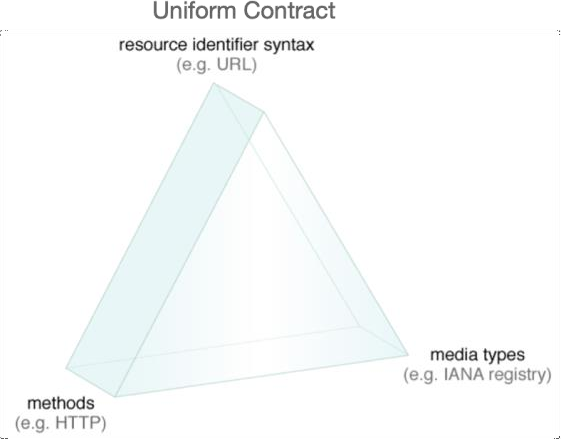 Uniform Contract
resource identifier syntax
(e.g. URL)
media types
(e.g. IANA registry)
methods
(e.g. HTTP)